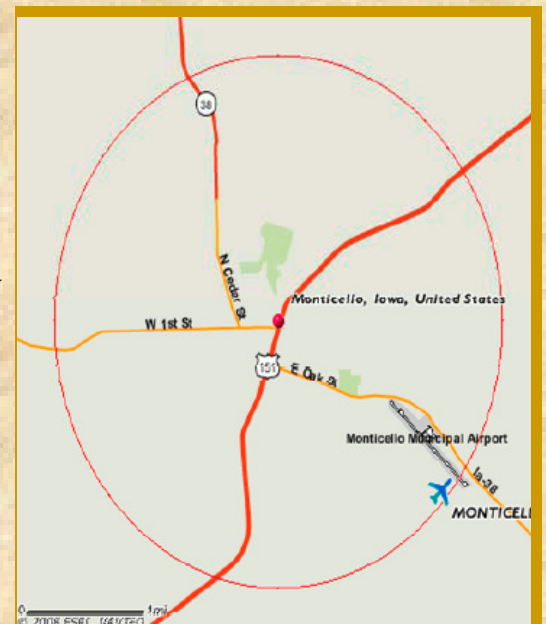 38
N Cedar St
Monticello, Iowa, United States
W 1st St
151
E Oak St
Monticello Municipal Airport
Ia-38
MONTICELL
0 1mi
© 2008 ESRI, NAVTEQ